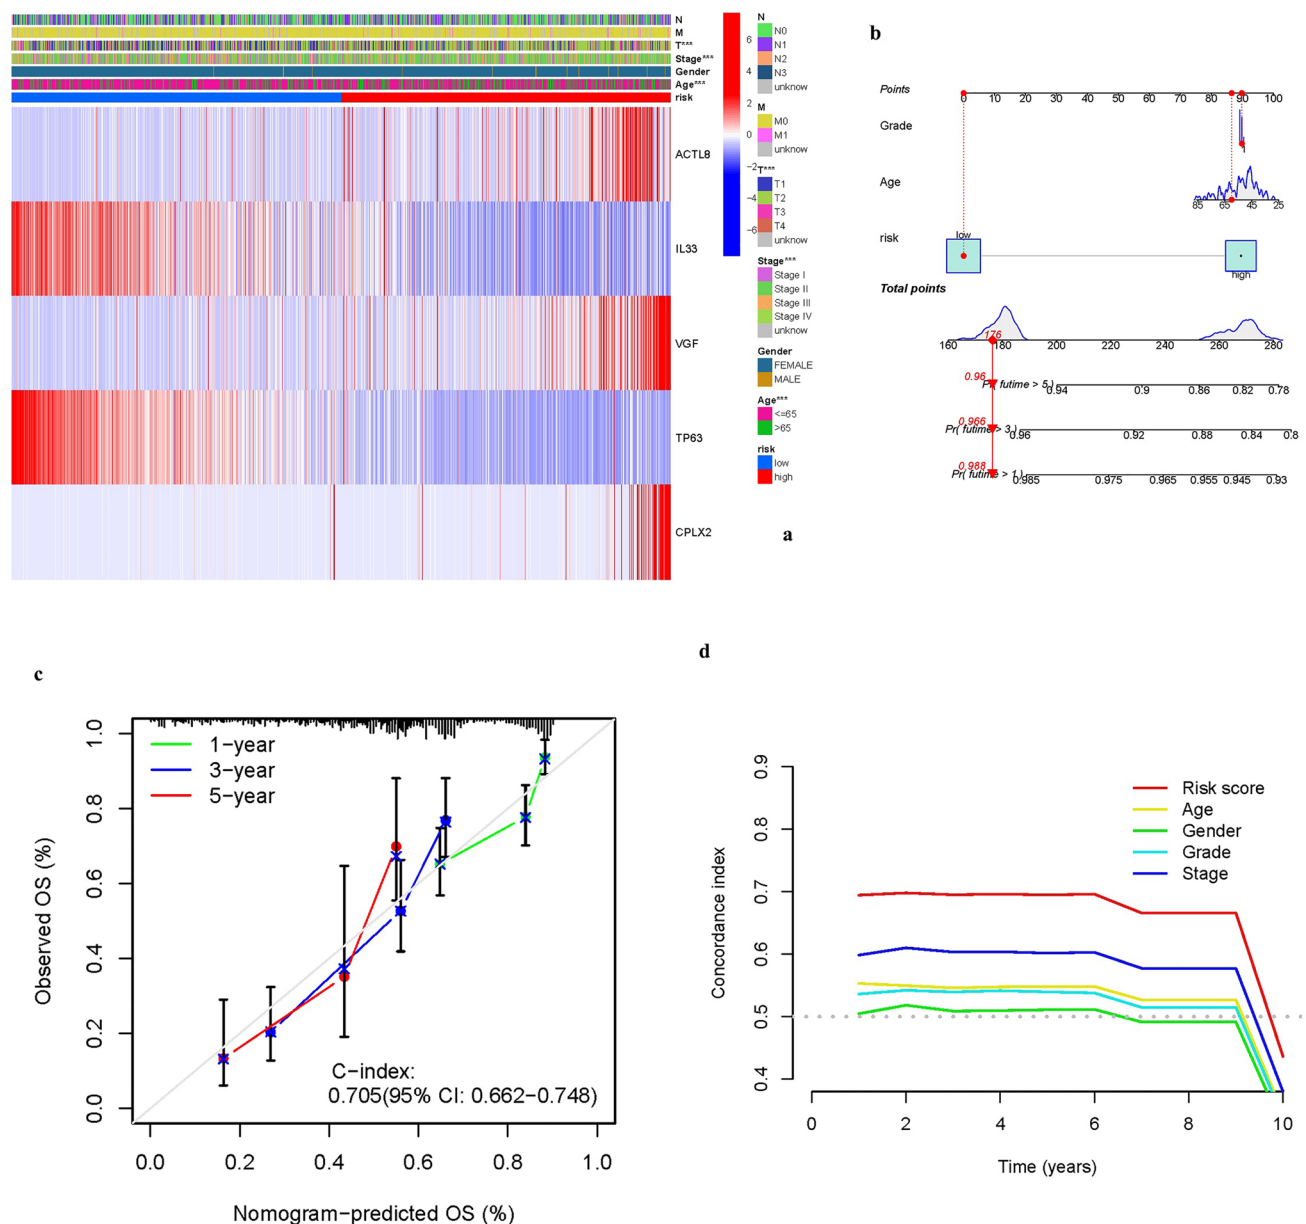 N
M
T***
Stage***
Gender
Age***
risk
ACTL8
IL33
VGF
TP63
CPLX2
6
4
2
0
−2
−4
−6
N
N0
N1
N2
N3
unknown
M
M0
M1
unknown
T***
T1
T2
T3
T4
unknown
Stage***
Stage I
Stage II
Stage III
Stage IV
unknown
Gender
FEMALE
MALE
Age***
<=65
>65
risk
low
high
a
b
Points
0 10 20 30 40 50 60 70 80 90 100
Grade
Age
85 65 45 25
risk
low
high
Total points
176
160 180 200 220 240 260 280
0.96
Pr( futime > 5 )
0.94 0.9 0.86 0.82 0.78
0.966
Pr( futime > 3 )
0.96 0.92 0.88 0.84 0.8
0.988
Pr( futime > 1 )
0.985 0.975 0.965 0.955 0.945 0.93
c
1−year
3−year
5−year
Observed OS (%)
1.0
0.8
0.6
0.4
0.2
0.0
C−index:
0.705(95% CI: 0.662−0.748)
0.0 0.2 0.4 0.6 0.8 1.0
Nomogram−predicted OS (%)
d
Risk score
Age
Gender
Grade
Stage
Concordance index
0.9
0.8
0.7
0.6
0.5
0.4
0 2 4 6 8 10
Time (years)